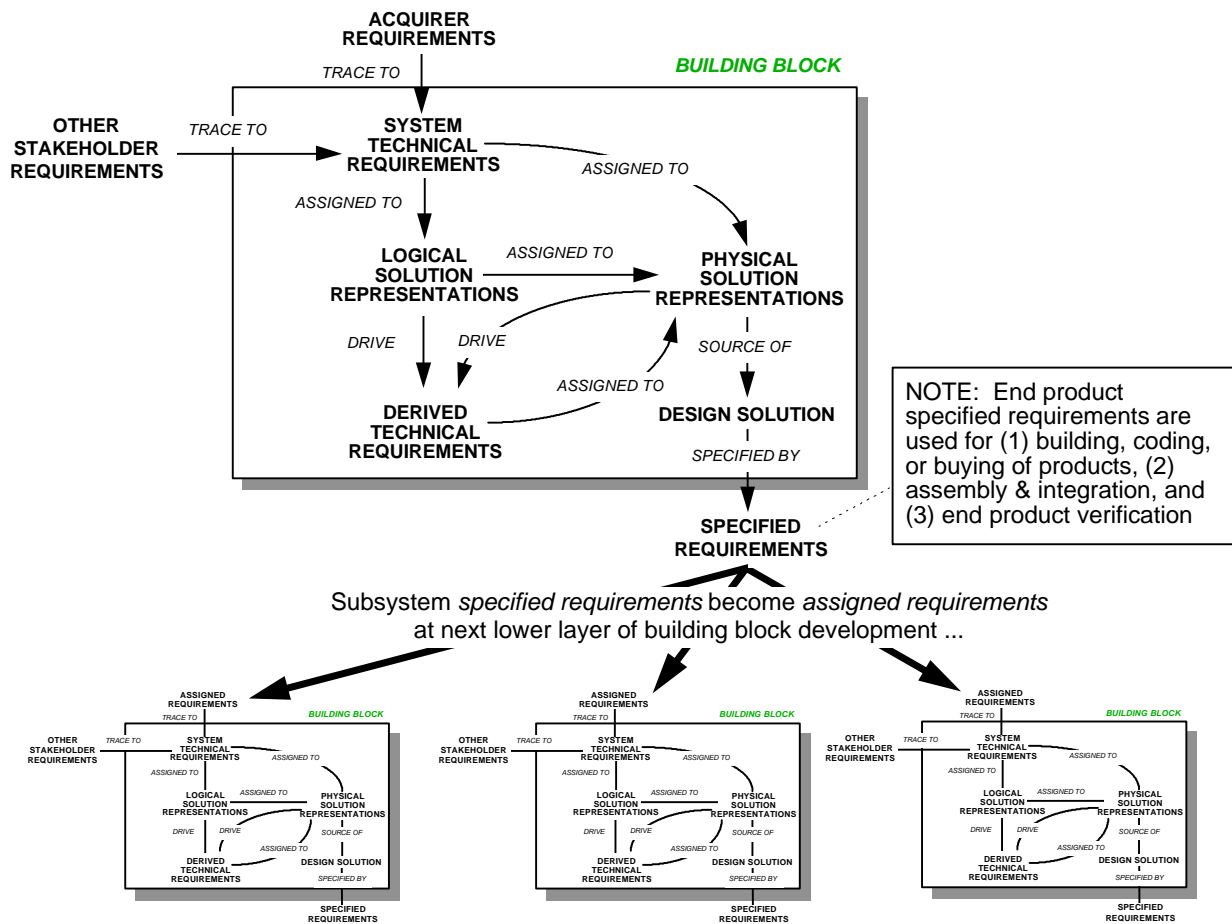 ACQUIRER
REQUIREMENTS
TRACE TO
BUILDING BLOCK
OTHER
STAKEHOLDER
REQUIREMENTS
TRACE TO
SYSTEM
TECHNICAL
REQUIREMENTS
ASSIGNED TO
ASSIGNED TO
LOGICAL
SOLUTION
REPRESENTATIONS
ASSIGNED TO
PHYSICAL
SOLUTION
REPRESENTATIONS
DRIVE
DRIVE
SOURCE OF
ASSIGNED TO
DERIVED
TECHNICAL
REQUIREMENTS
DESIGN SOLUTION
SPECIFIED BY
NOTE: End product
specified requirements are
used for (1) building, coding,
or buying of products, (2)
assembly & integration, and
(3) end product verification
SPECIFIED
REQUIREMENTS
Subsystem specified requirements become assigned requirements
at next lower layer of building block development ...
ASSIGNED
REQUIREMENTS
TRACE TO
BUILDING BLOCK
OTHER
STAKEHOLDER
REQUIREMENTS
TRACE TO
SYSTEM
TECHNICAL
REQUIREMENTS
ASSIGNED TO
ASSIGNED TO
LOGICAL
SOLUTION
REPRESENTATIONS
ASSIGNED TO
PHYSICAL
SOLUTION
REPRESENTATIONS
DRIVE
DRIVE
SOURCE OF
ASSIGNED TO
DERIVED
TECHNICAL
REQUIREMENTS
DESIGN SOLUTION
SPECIFIED BY
SPECIFIED
REQUIREMENTS
ASSIGNED
REQUIREMENTS
TRACE TO
BUILDING BLOCK
OTHER
STAKEHOLDER
REQUIREMENTS
TRACE TO
SYSTEM
TECHNICAL
REQUIREMENTS
ASSIGNED TO
ASSIGNED TO
LOGICAL
SOLUTION
REPRESENTATIONS
ASSIGNED TO
PHYSICAL
SOLUTION
REPRESENTATIONS
DRIVE
DRIVE
SOURCE OF
ASSIGNED TO
DERIVED
TECHNICAL
REQUIREMENTS
DESIGN SOLUTION
SPECIFIED BY
SPECIFIED
REQUIREMENTS
ASSIGNED
REQUIREMENTS
TRACE TO
BUILDING BLOCK
OTHER
STAKEHOLDER
REQUIREMENTS
TRACE TO
SYSTEM
TECHNICAL
REQUIREMENTS
ASSIGNED TO
ASSIGNED TO
LOGICAL
SOLUTION
REPRESENTATIONS
ASSIGNED TO
PHYSICAL
SOLUTION
REPRESENTATIONS
DRIVE
DRIVE
SOURCE OF
ASSIGNED TO
DERIVED
TECHNICAL
REQUIREMENTS
DESIGN SOLUTION
SPECIFIED BY
SPECIFIED
REQUIREMENTS